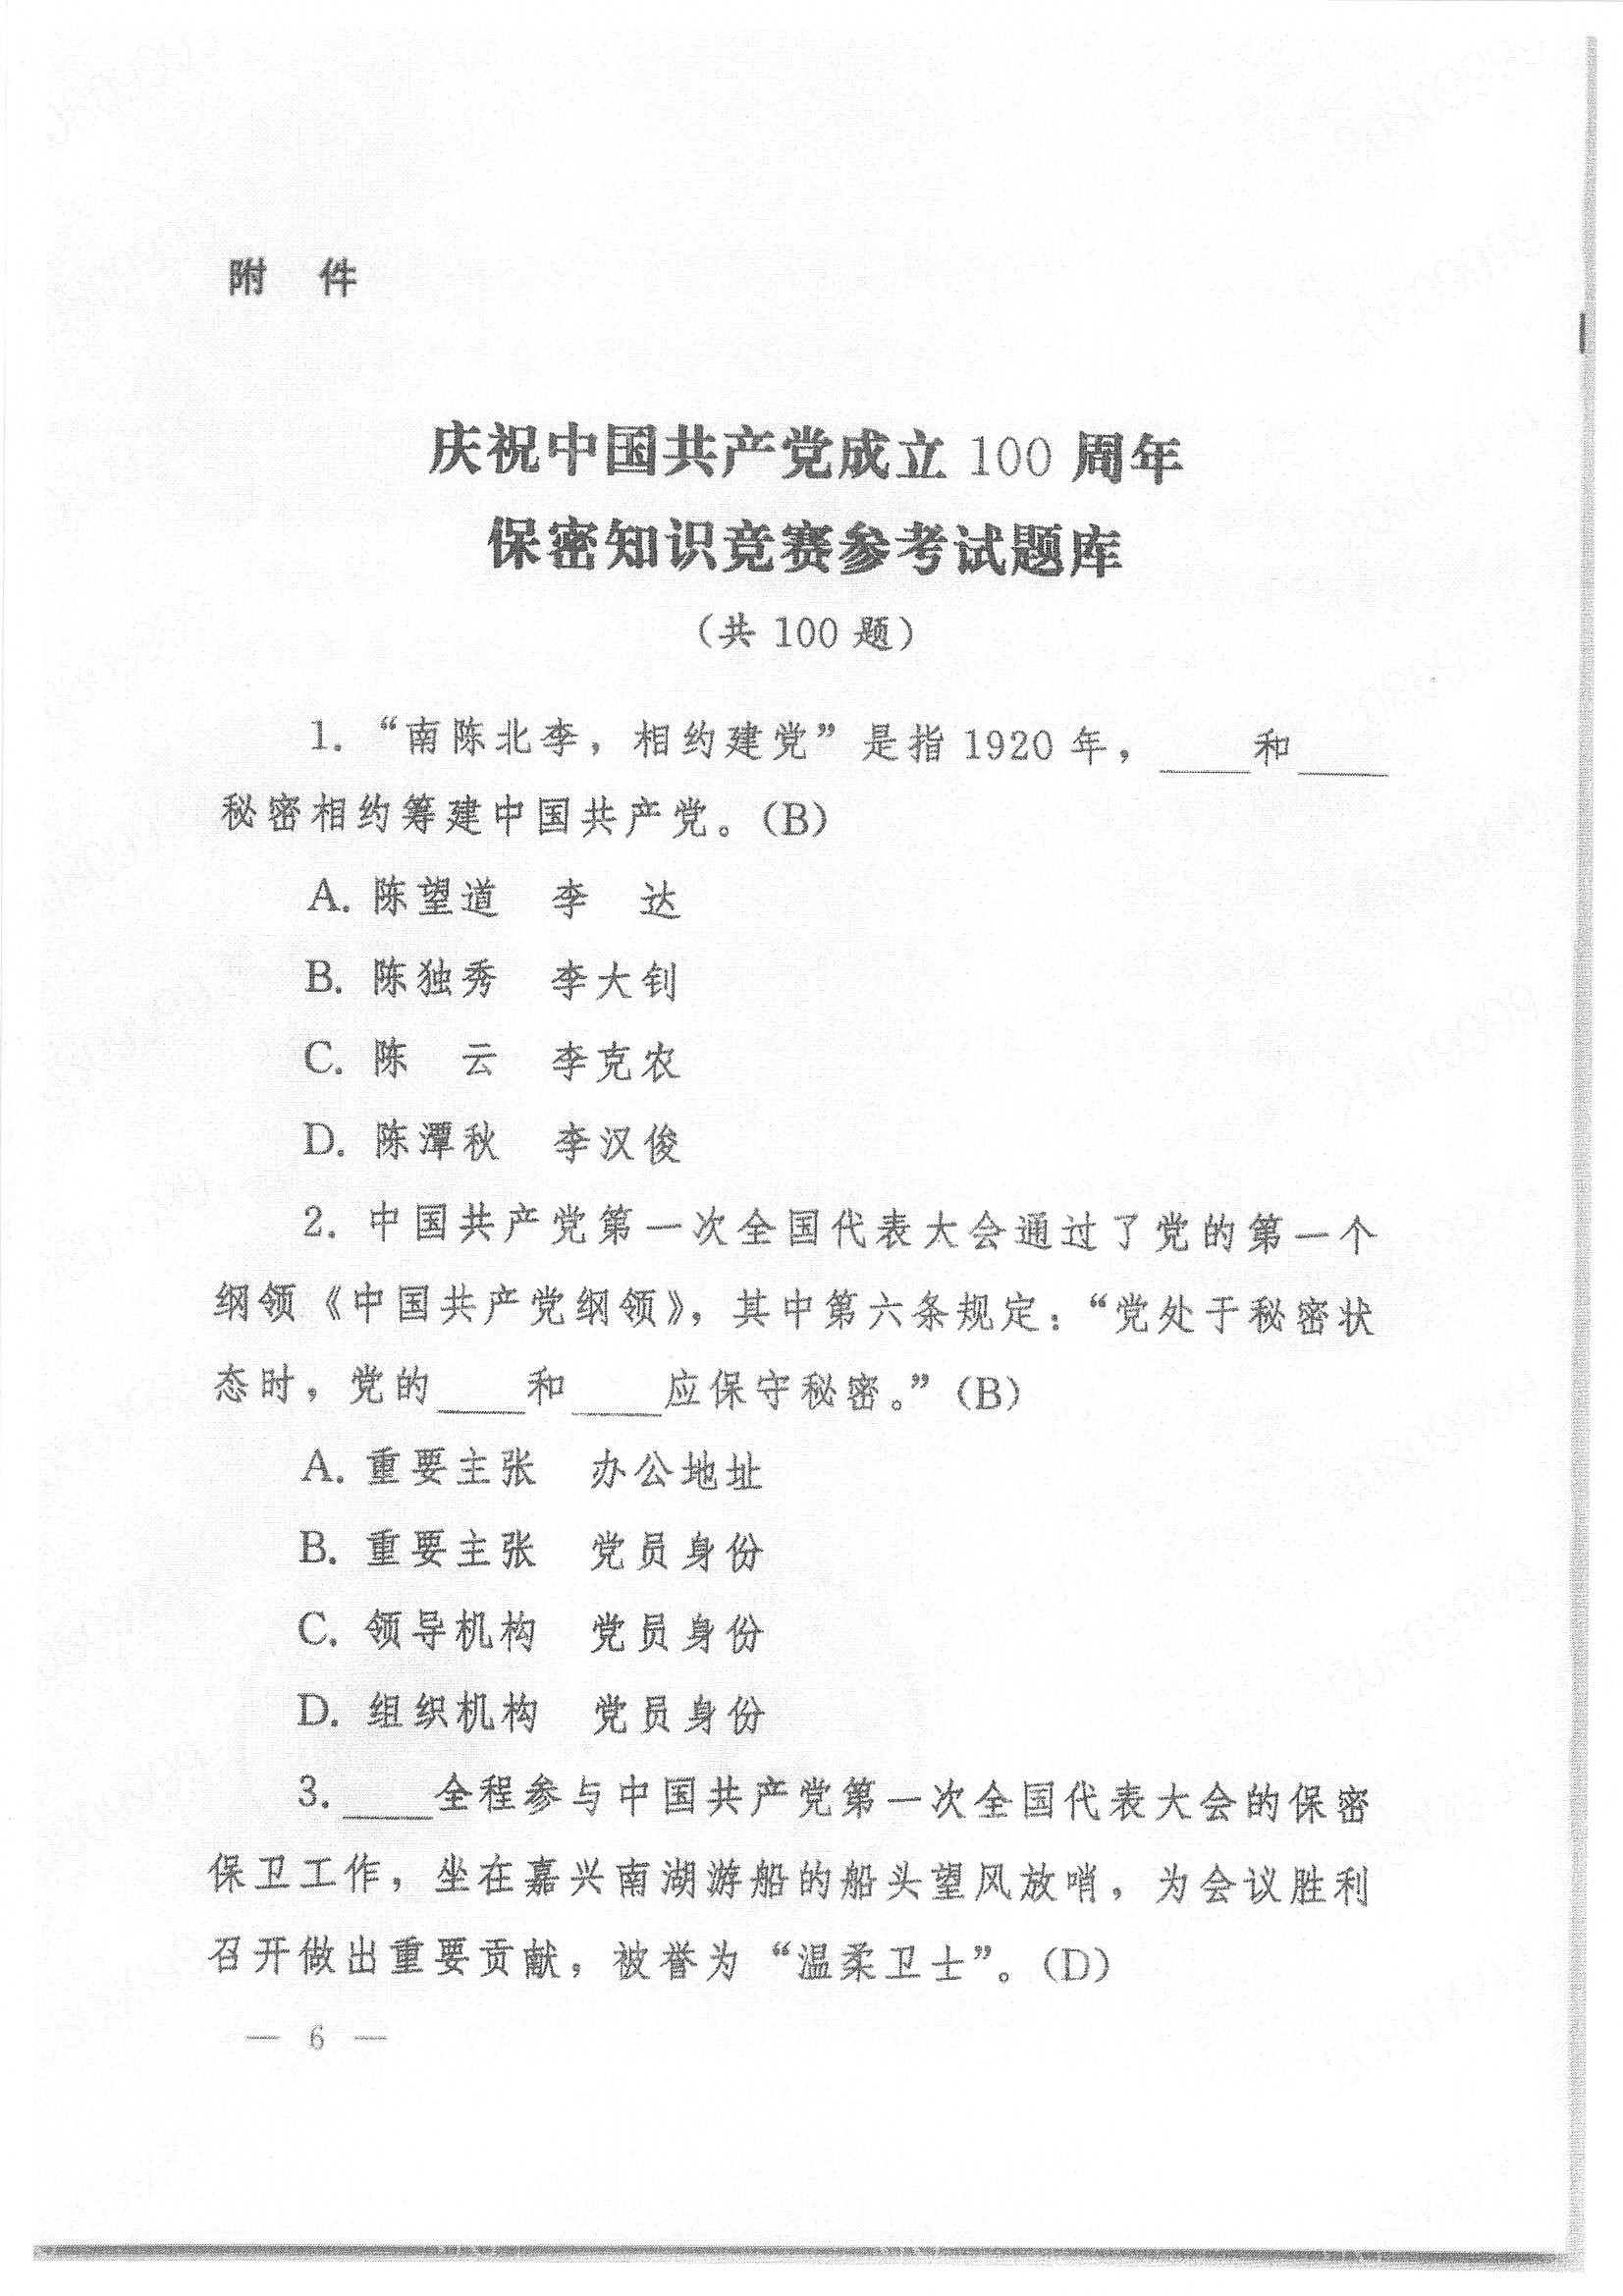 附 件
庆祝中国共产党成立 100 周年
保密知识竞赛参考试题库
（共 100 题）
1. “南陈北李，相约建党”是指 1920 年，____和____
秘密相约筹建中国共产党。（B）
A. 陈望道 李 达
B. 陈独秀 李大钊
C. 陈 云 李克农
D. 陈潭秋 李汉俊
2. 中国共产党第一次全国代表大会通过了党的第一个
纲领《中国共产党纲领》，其中第六条规定：“党处于秘密状
态时，党的____和____应保守秘密。”（B）
A. 重要主张 办公地址
B. 重要主张 党员身份
C. 领导机构 党员身份
D. 组织机构 党员身份
3. ____全程参与中国共产党第一次全国代表大会的保密
保卫工作，坐在嘉兴南湖游船的船头望风放哨，为会议胜利
召开做出重要贡献，被誉为“温柔卫士”。（D）
— 6 —